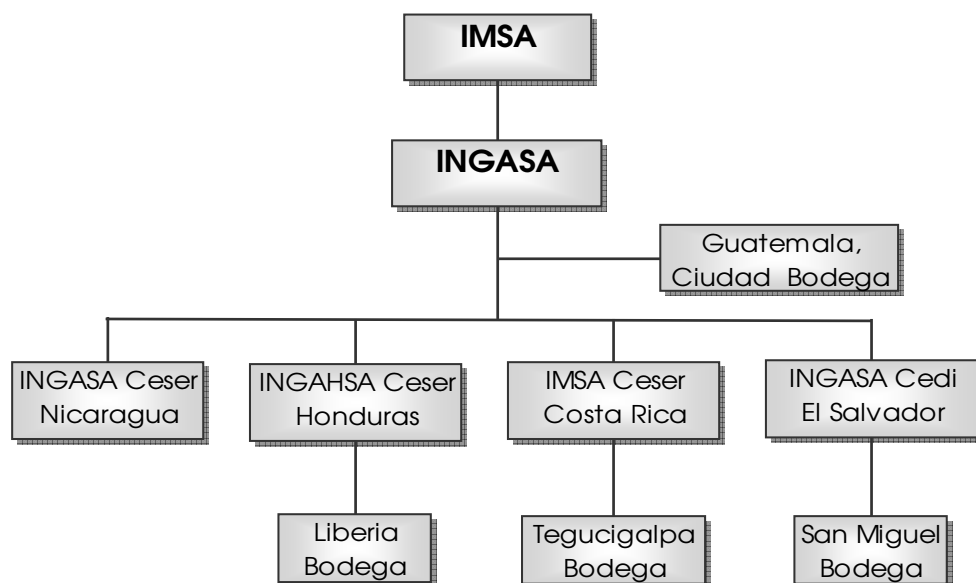 IMSA
INGASA
Guatemala,
Ciudad Bodega
INGASA Ceser
Nicaragua
INGAHSA Ceser
Honduras
IMSA Ceser
Costa Rica
INGASA Cedi
El Salvador
Liberia
Bodega
Tegucigalpa
Bodega
San Miguel
Bodega